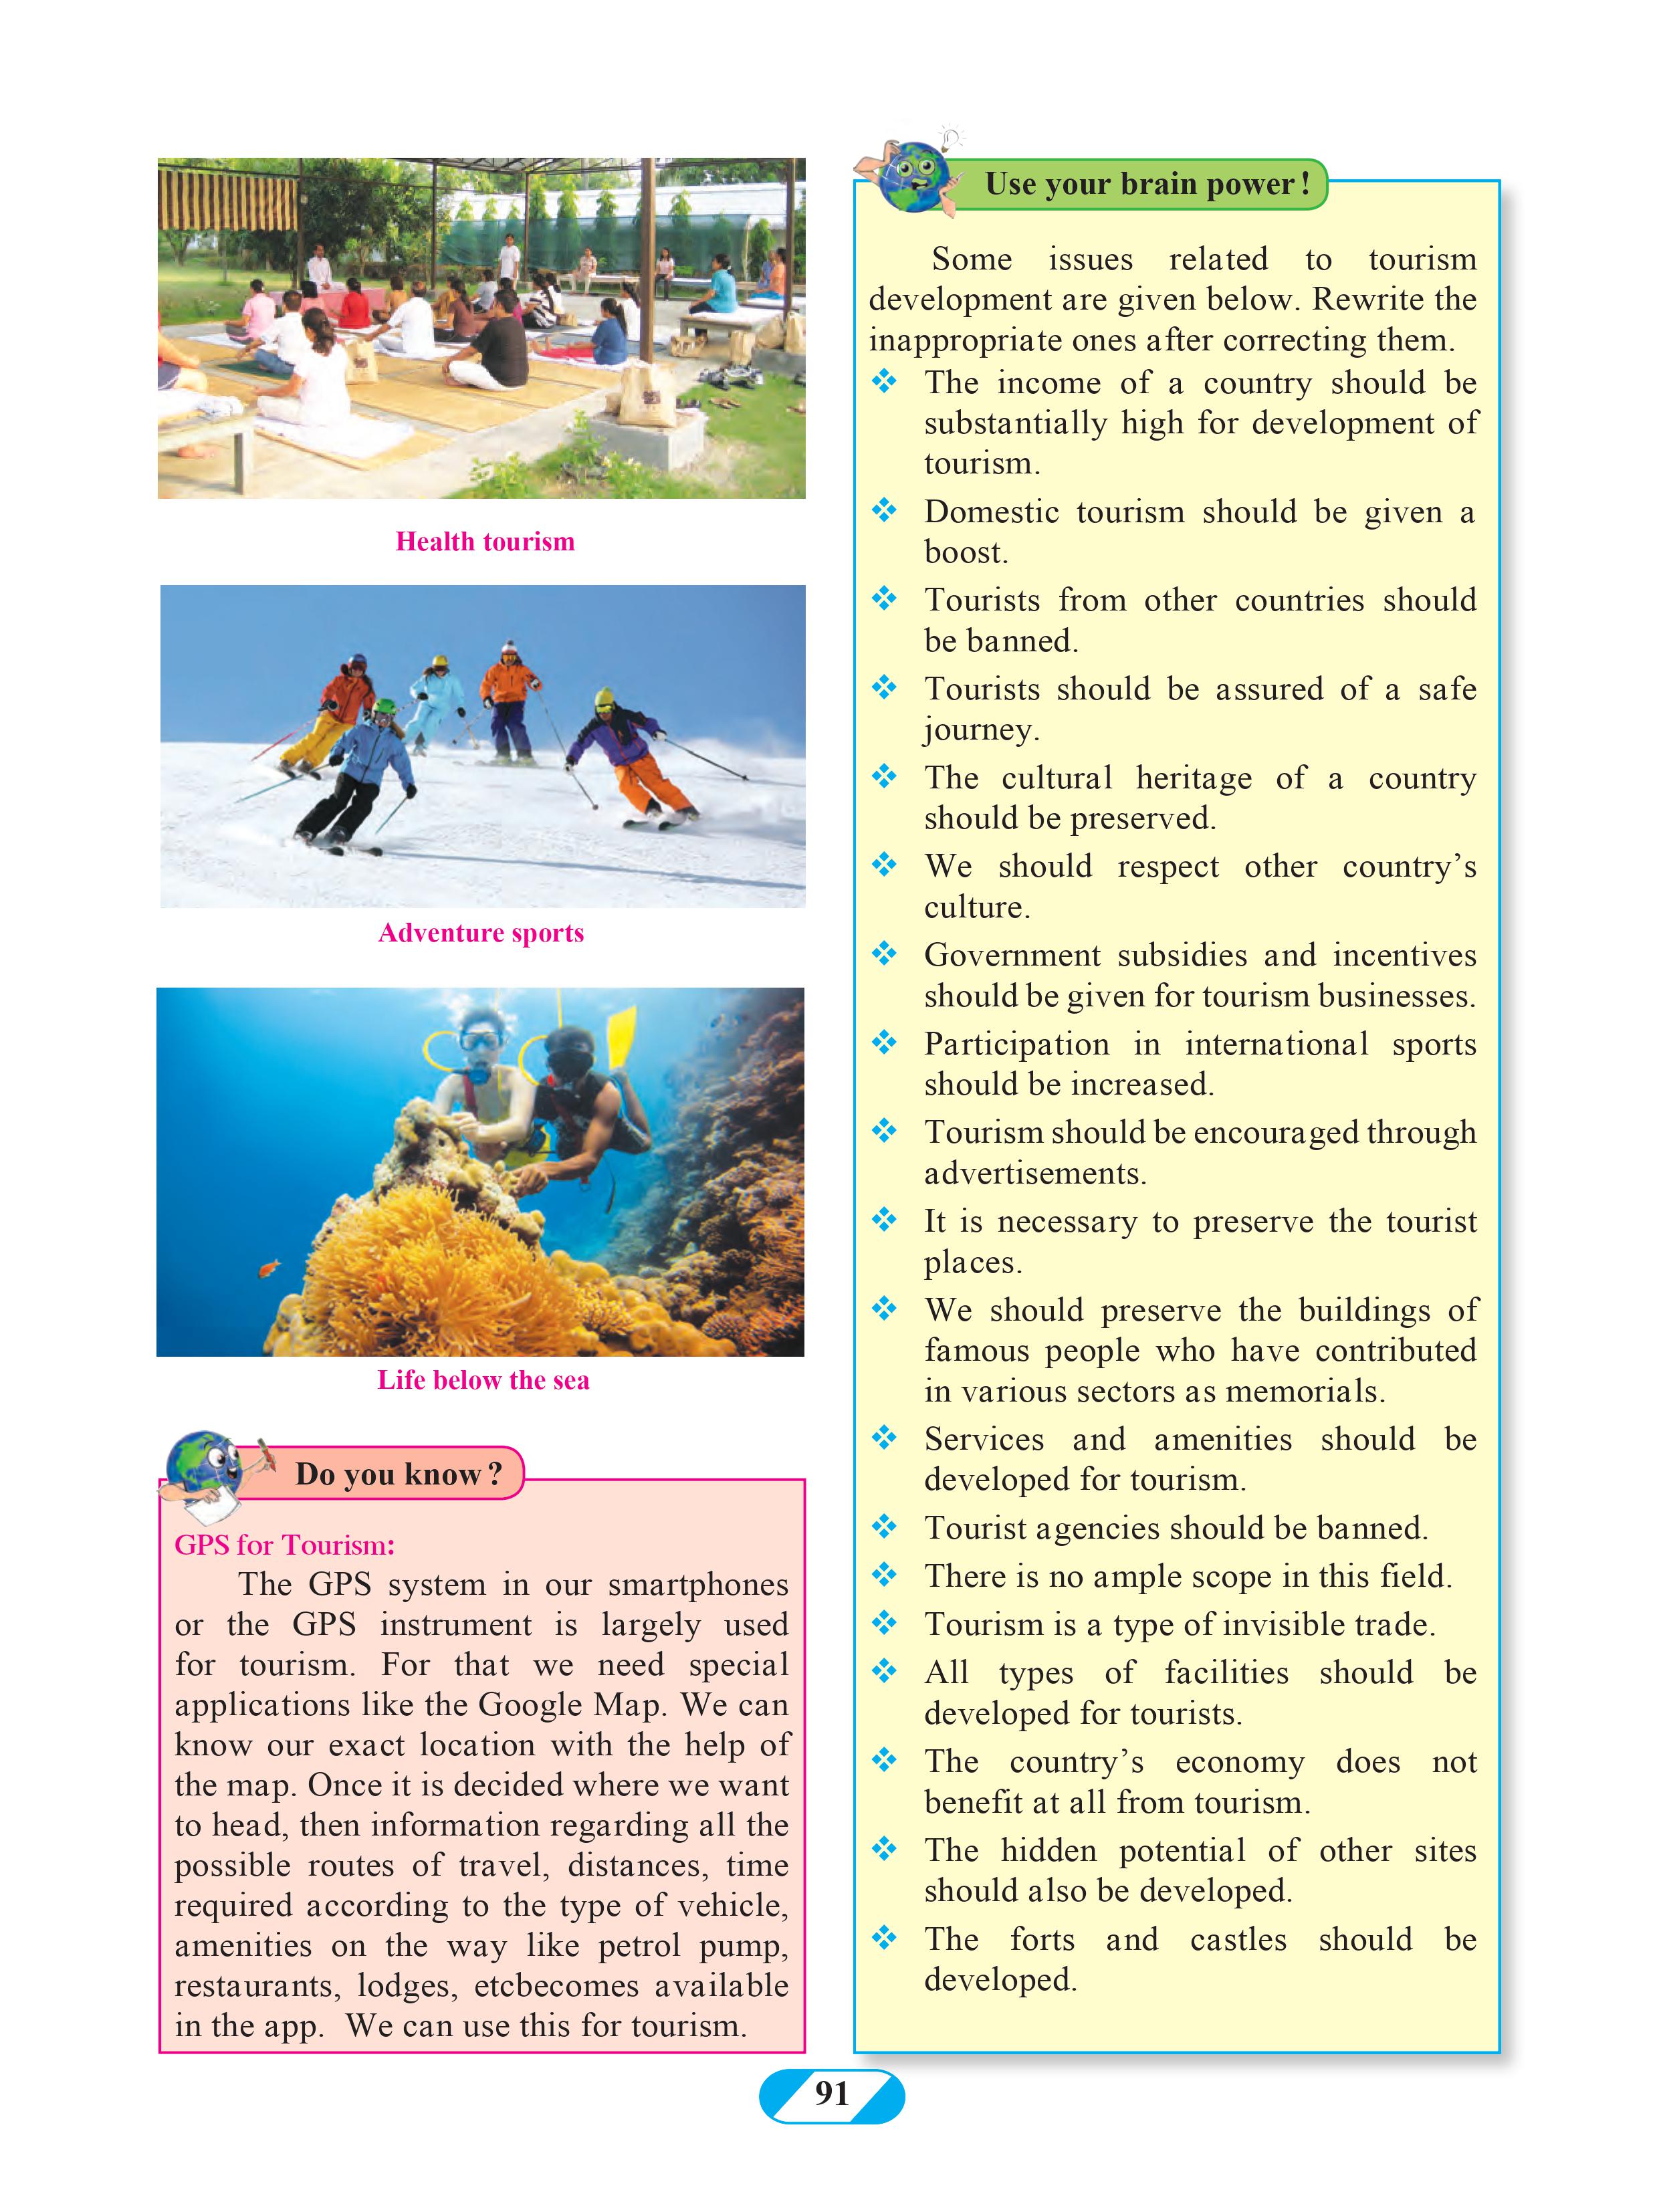 Health tourism
Adventure sports
Life below the sea
Do you know ?
GPS for Tourism:
The GPS system in our smartphones
or the GPS instrument is largely used
for tourism. For that we need special
applications like the Google Map. We can
know our exact location with the help of
the map. Once it is decided where we want
to head, then information regarding all the
possible routes of travel, distances, time
required according to the type of vehicle,
amenities on the way like petrol pump,
restaurants, lodges, etcbecomes available
in the app. We can use this for tourism.
Use your brain power !
Some issues related to tourism
development are given below. Rewrite the
inappropriate ones after correcting them.
❖ The income of a country should be
substantially high for development of
tourism.
❖ Domestic tourism should be given a
boost.
❖ Tourists from other countries should
be banned.
❖ Tourists should be assured of a safe
journey.
❖ The cultural heritage of a country
should be preserved.
❖ We should respect other country’s
culture.
❖ Government subsidies and incentives
should be given for tourism businesses.
❖ Participation in international sports
should be increased.
❖ Tourism should be encouraged through
advertisements.
❖ It is necessary to preserve the tourist
places.
❖ We should preserve the buildings of
famous people who have contributed
in various sectors as memorials.
❖ Services and amenities should be
developed for tourism.
❖ Tourist agencies should be banned.
❖ There is no ample scope in this field.
❖ Tourism is a type of invisible trade.
❖ All types of facilities should be
developed for tourists.
❖ The country’s economy does not
benefit at all from tourism.
❖ The hidden potential of other sites
should also be developed.
❖ The forts and castles should be
developed.
91